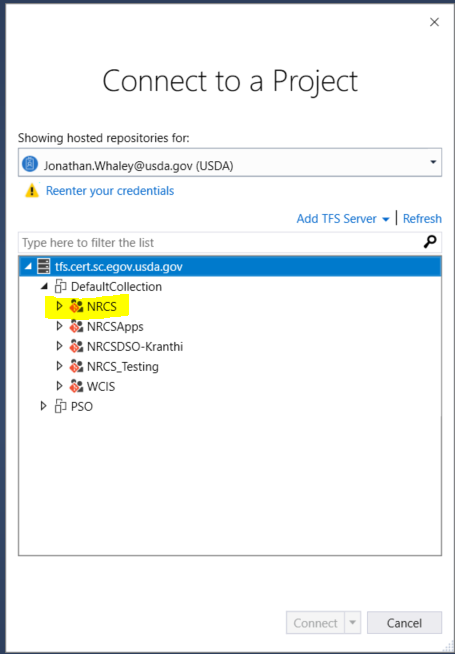 Connect to a Project
Showing hosted repositories for:
Jonathan.Whaley@usda.gov (USDA)
Reenter your credentials
Add TFS Server | Refresh
Type here to filter the list
tfs.cert.sc.egov.usda.gov
DefaultCollection
NRCS
NRCSApps
NRCSDSO-Kranthi
NRCS_Testing
WCIS
PSO
Connect
Cancel